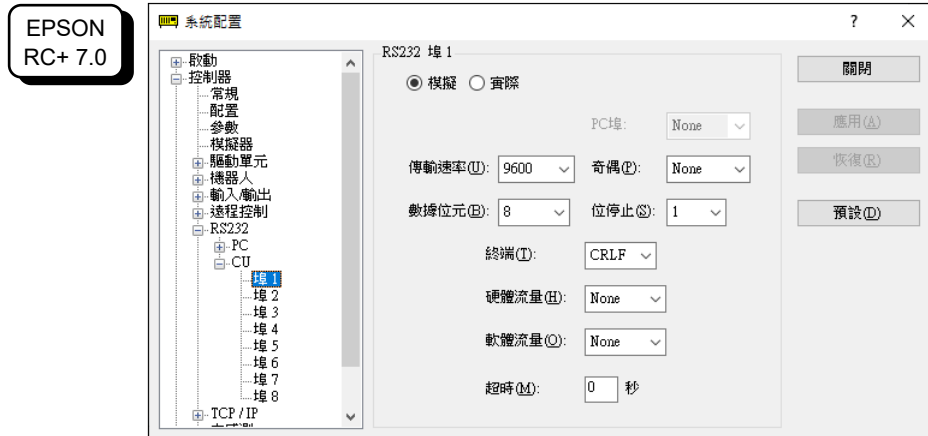 EPSON
RC+ 7.0
系統配置
啟動
控制器
常規
配置
參數
模擬器
驅動單元
機器人
輸入/輸出
遠程控制
RS232
PC
CU
埠 1
埠 2
埠 3
埠 4
埠 5
埠 6
埠 7
埠 8
TCP / IP
RS232 埠 1
模擬 實際
PC埠: None
傳輸速率(U): 9600 奇偶(P): None
數據位元(B): 8 位停止(S): 1
終端(T): CRLF
硬體流量(H): None
軟體流量(O): None
超時(M): 0 秒
關閉
應用(A)
恢復(R)
預設(D)